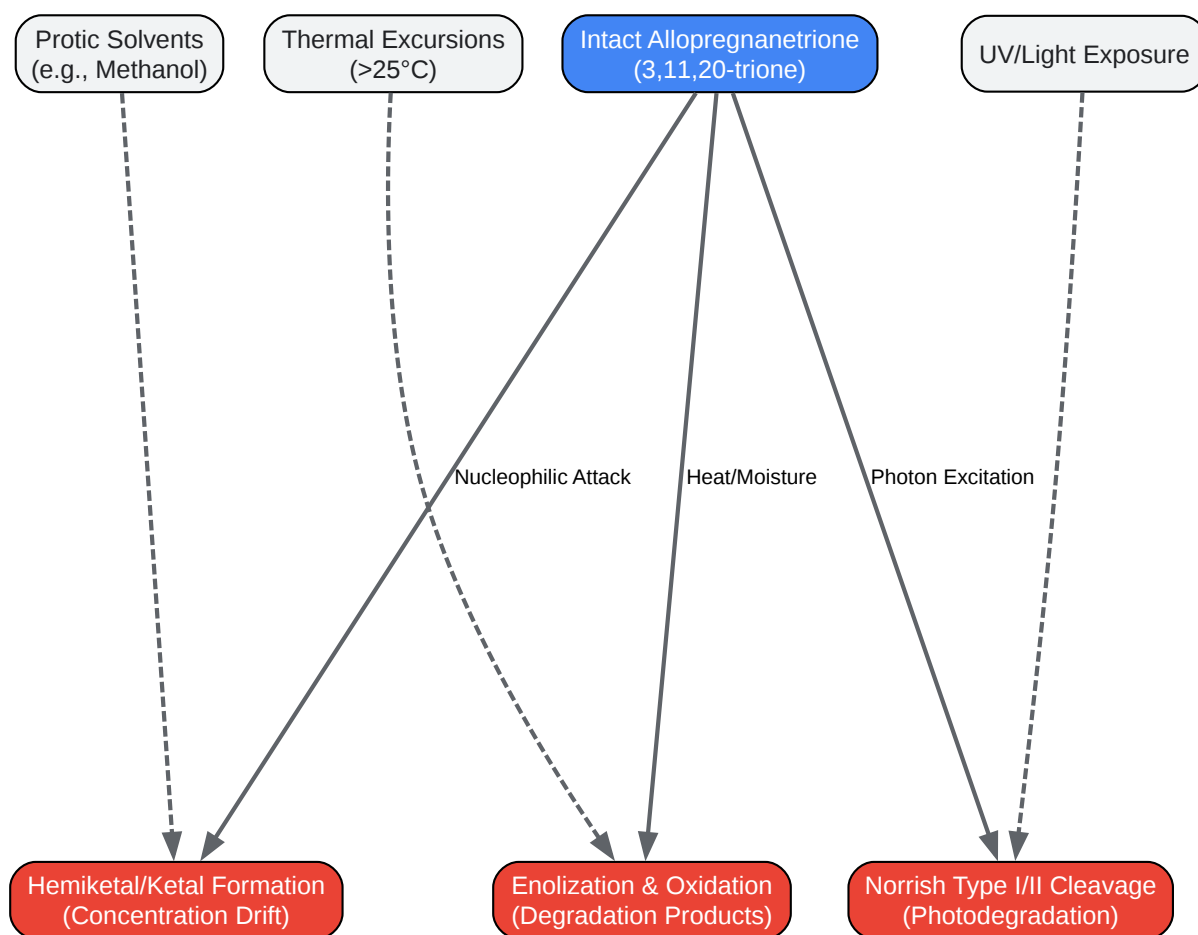 Protic Solvents
(e.g., Methanol)
Thermal Excursions
(>25°C)
Intact Allopregnanetrione
(3,11,20-trione)
UV/Light Exposure
Nucleophilic Attack
Heat/Moisture
Photon Excitation
Hemiketal/Ketal Formation
(Concentration Drift)
Enolization & Oxidation
(Degradation Products)
Norrish Type I/II Cleavage
(Photodegradation)